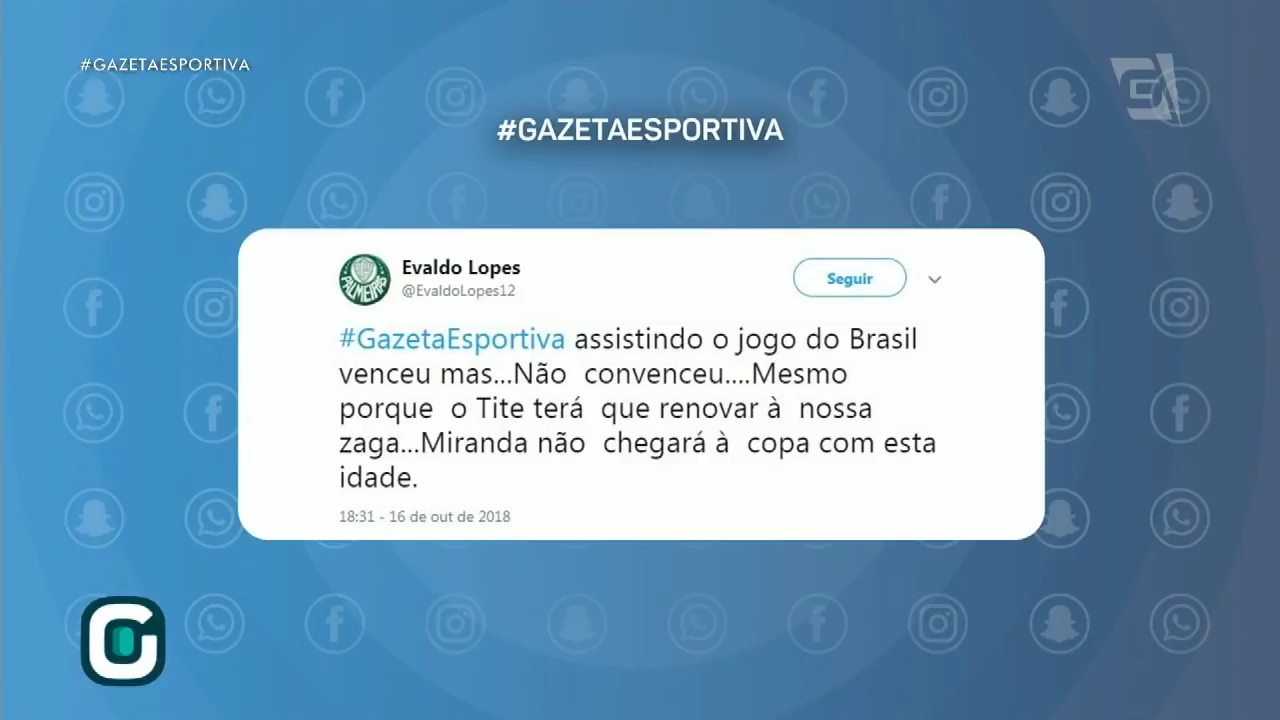 #GAZETAESPORTIVA
#GAZETAESPORTIVA
PALMEIRAS
Evaldo Lopes
@EvaldoLopes12
Seguir
#GazetaEsportiva assistindo o jogo do Brasil
venceu mas...Não convenceu....Mesmo
porque o Tite terá que renovar à nossa
zaga...Miranda não chegará à copa com esta
idade.
18:31 - 16 de out de 2018
G